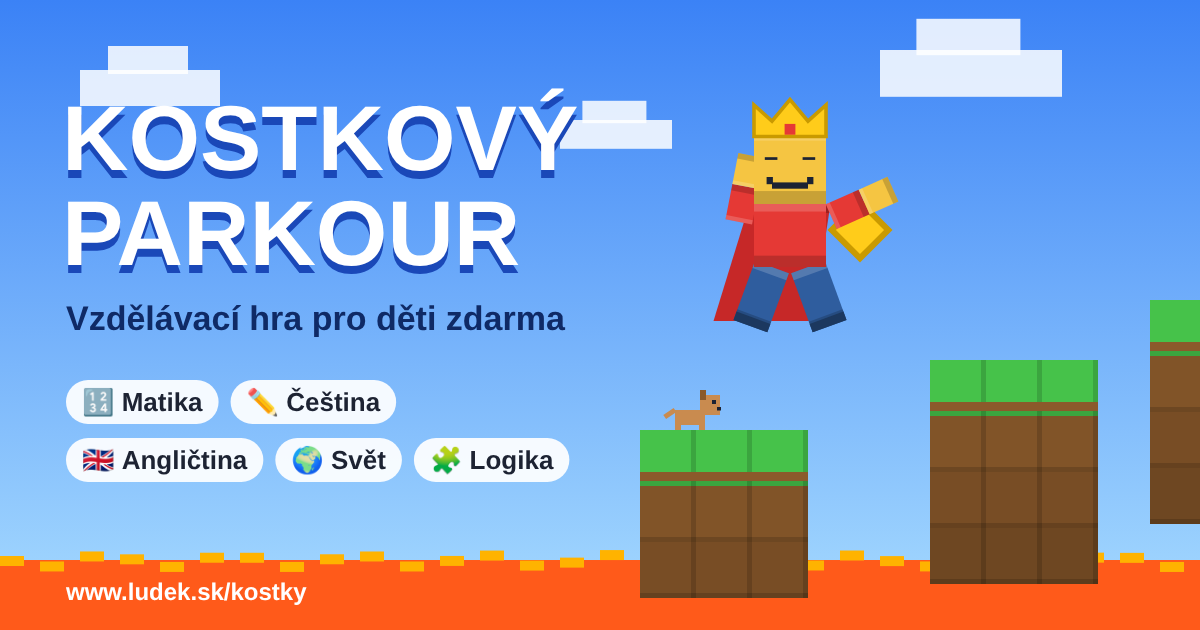 KOSTKOVÝ
PARKOUR
Vzdělávací hra pro děti zdarma
🔢 Matika ✏️ Čeština
🇬🇧 Angličtina 🌍 Svět 🧩 Logika
www.ludek.sk/kostky